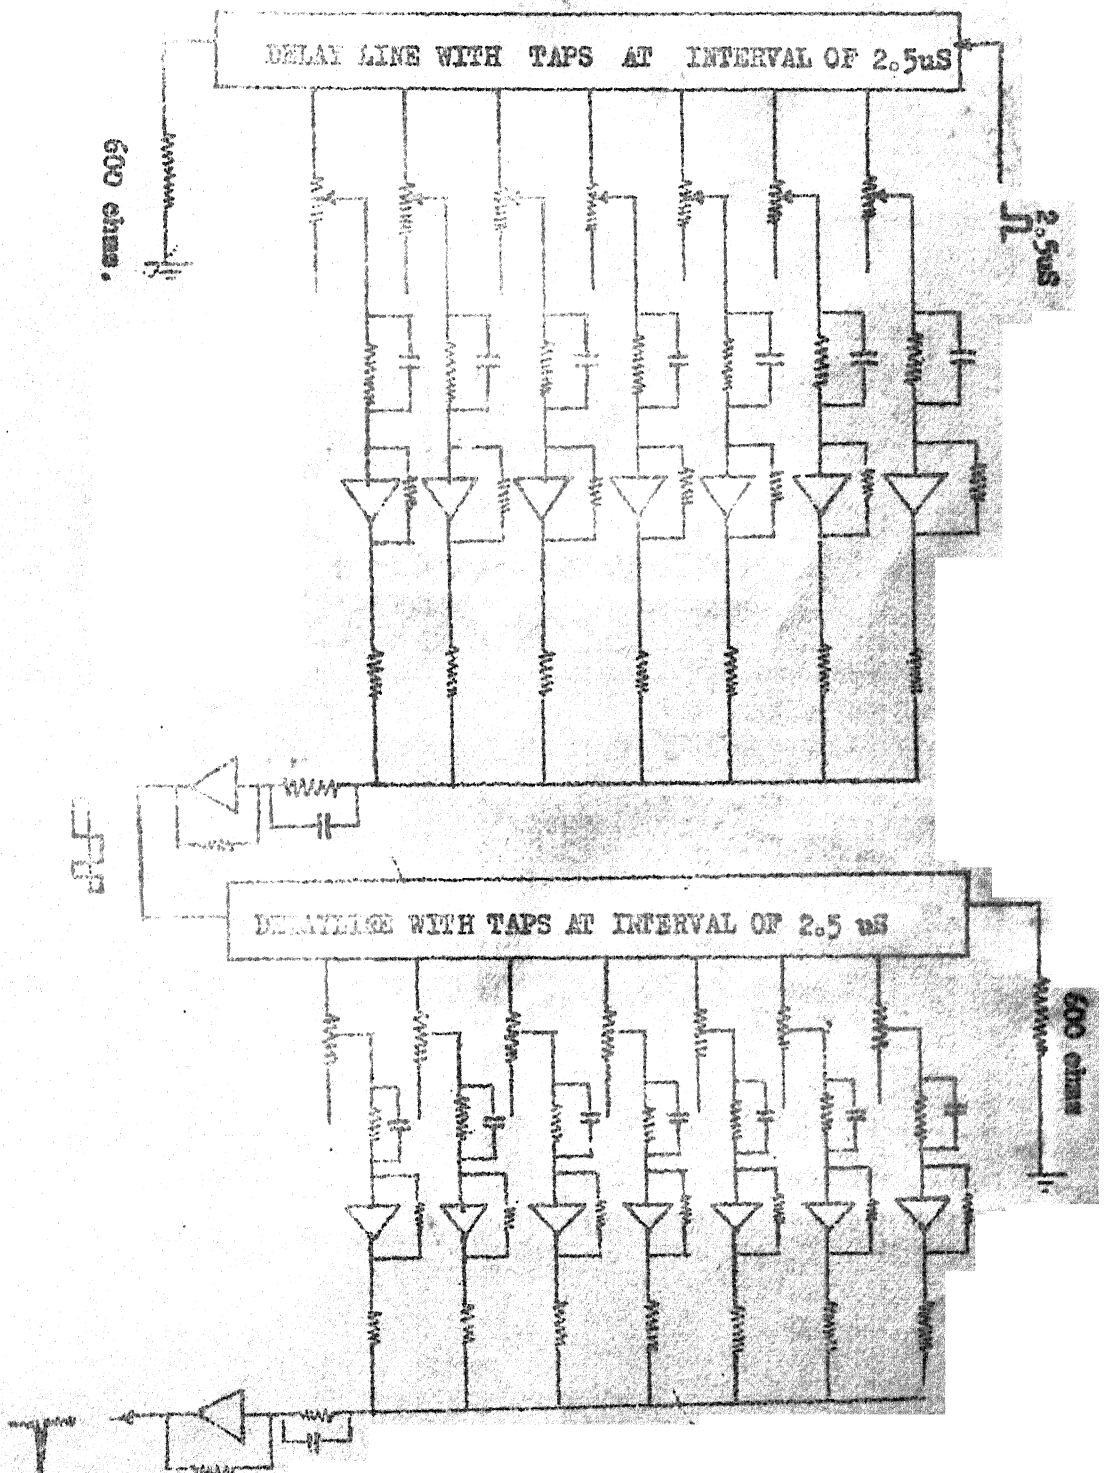 DELAY LINE WITH TAPS AT INTERVAL OF 2.5uS
600 ohms.
2.5uS
DELAYLINE WITH TAPS AT INTERVAL OF 2.5 uS
600 ohms